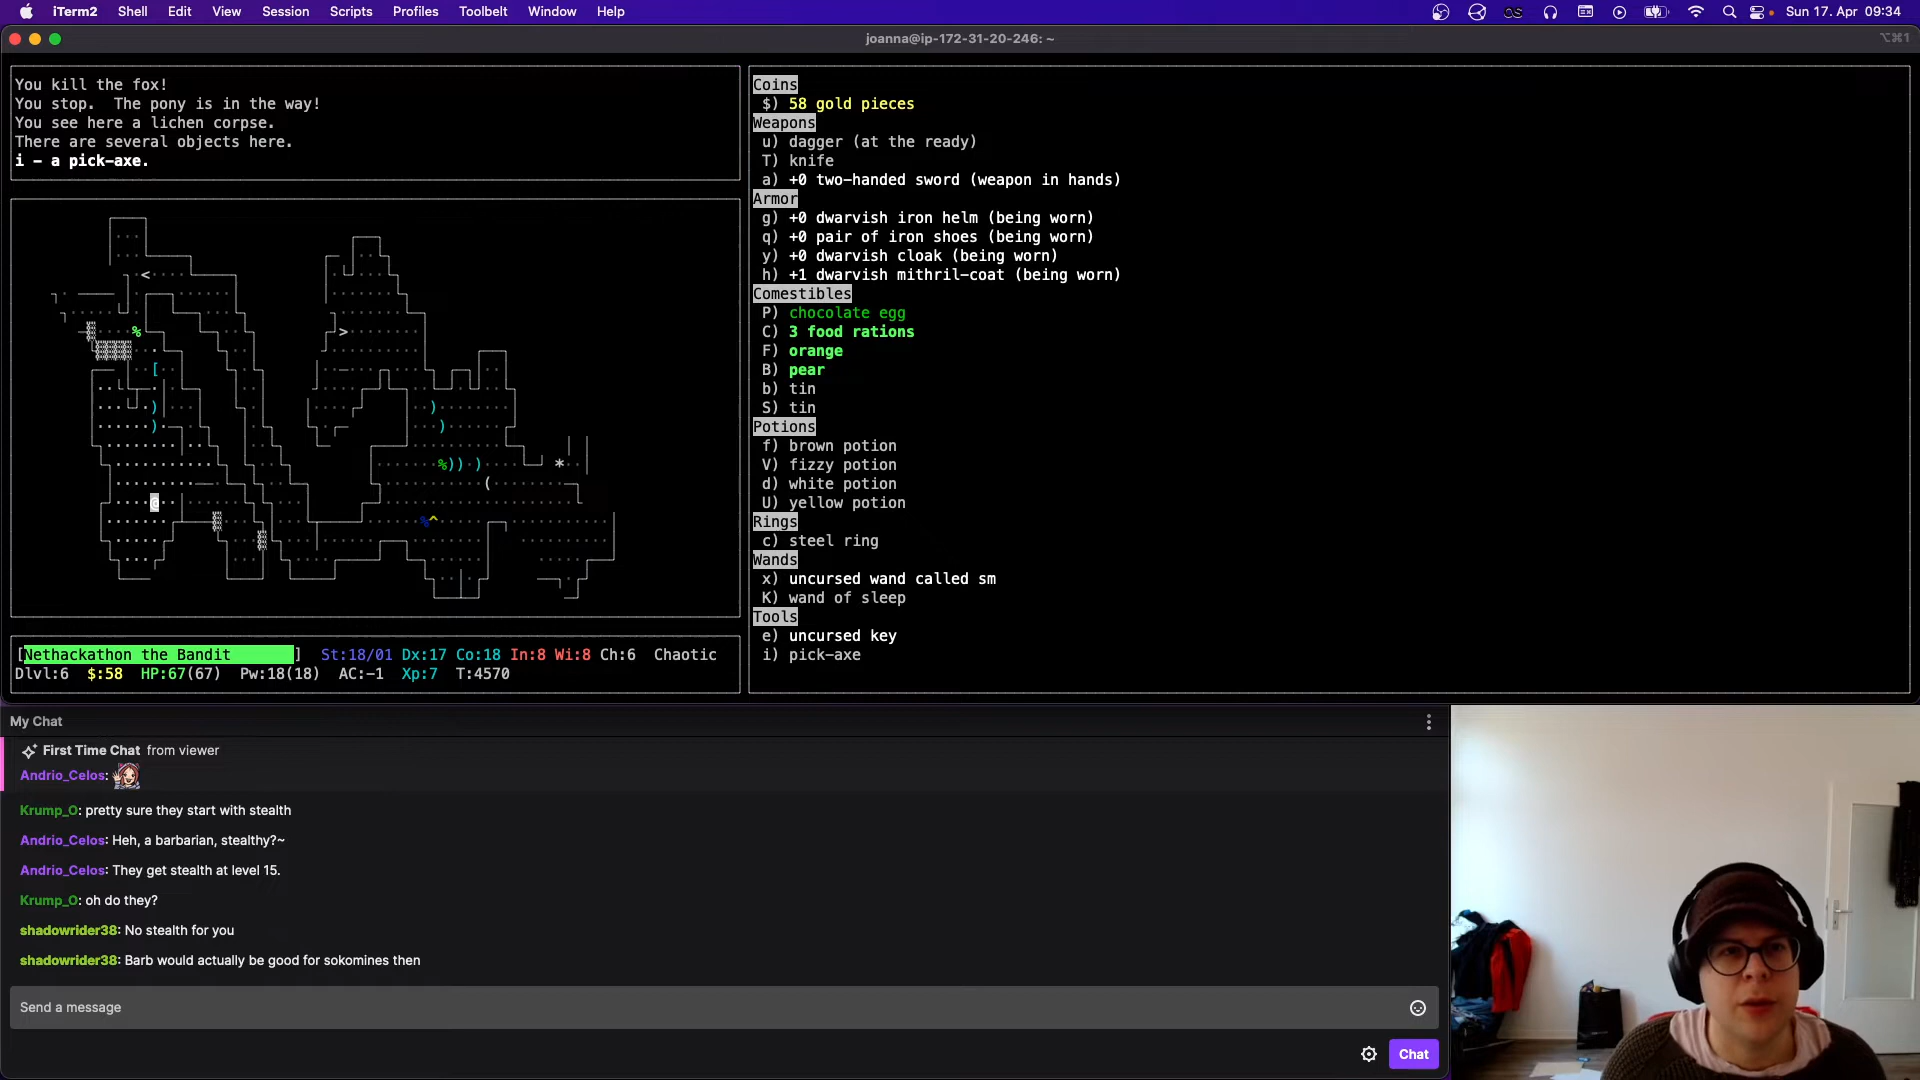 iTerm2 Shell Edit View Session Scripts Profiles Toolbelt Window Help Sun 17. Apr 09:34
joanna@ip-172-31-20-246: ~ ⌥⌘1
You kill the fox!
You stop. The pony is in the way!
You see here a lichen corpse.
There are several objects here.
i - a pick-axe.
Coins
$) 58 gold pieces
Weapons
u) dagger (at the ready)
T) knife
a) +0 two-handed sword (weapon in hands)
Armor
g) +0 dwarvish iron helm (being worn)
q) +0 pair of iron shoes (being worn)
y) +0 dwarvish cloak (being worn)
h) +1 dwarvish mithril-coat (being worn)
Comestibles
P) chocolate egg
C) 3 food rations
F) orange
B) pear
b) tin
S) tin
Potions
f) brown potion
V) fizzy potion
d) white potion
U) yellow potion
Rings
c) steel ring
Wands
x) uncursed wand called sm
K) wand of sleep
Tools
e) uncursed key
i) pick-axe
[Nethackathon the Bandit ] St:18/01 Dx:17 Co:18 In:8 Wi:8 Ch:6 Chaotic
Dlvl:6 $:58 HP:67(67) Pw:18(18) AC:-1 Xp:7 T:4570
My Chat
First Time Chat from viewer
Andrio_Celos:
Krump_O: pretty sure they start with stealth
Andrio_Celos: Heh, a barbarian, stealthy?~
Andrio_Celos: They get stealth at level 15.
Krump_O: oh do they?
shadowrider38: No stealth for you
shadowrider38: Barb would actually be good for sokomines then
Send a message
Chat